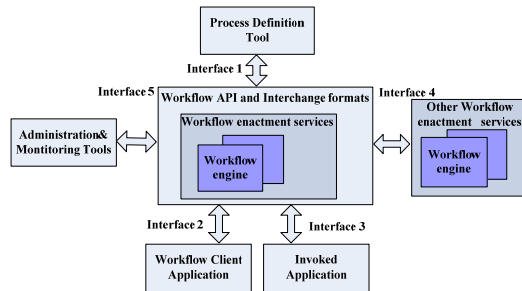 Process Definition
Tool
Interface 1
Interface 5
Interface 4
Workflow API and Interchange formats
Workflow enactment services
Workflow
engine
Other Workflow
enactment services
Workflow
engine
Administration&
Montitoring Tools
Interface 2
Interface 3
Workflow Client
Application
Invoked
Application